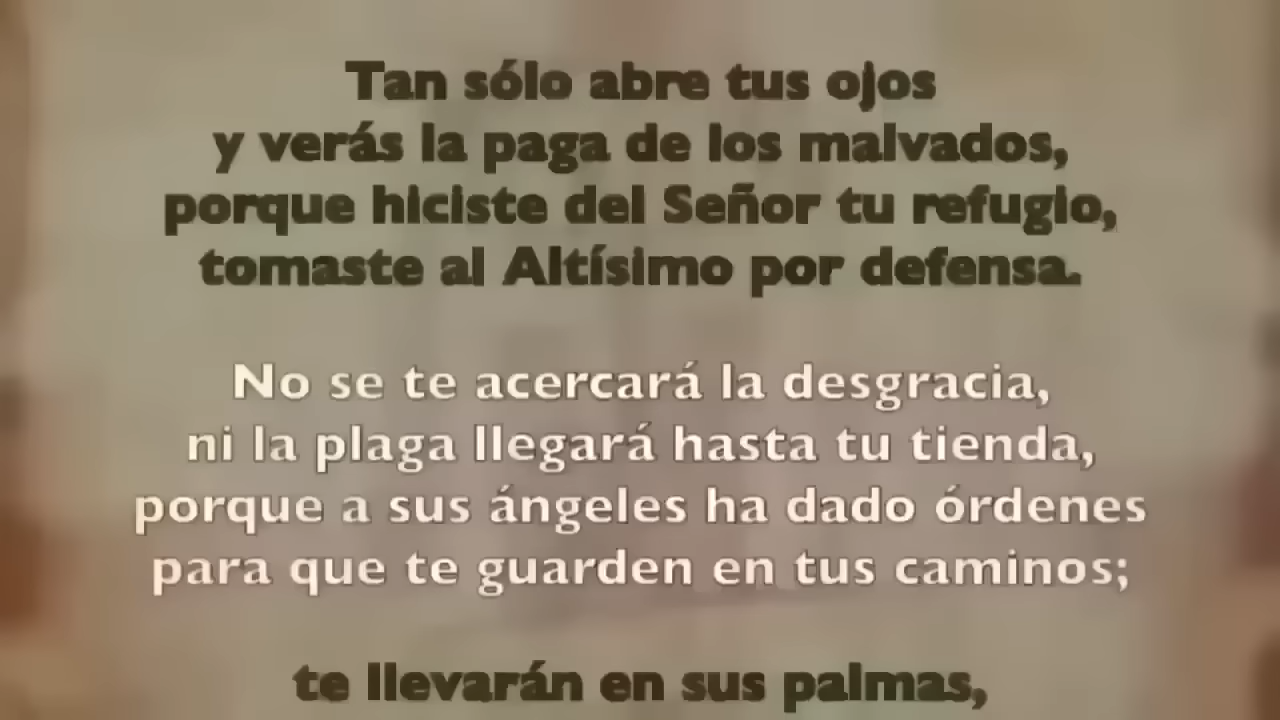 Tan sólo abre tus ojos
y verás la paga de los malvados,
porque hiciste del Señor tu refugio,
tomaste al Altísimo por defensa.
No se te acercará la desgracia,
ni la plaga llegará hasta tu tienda,
porque a sus ángeles ha dado órdenes
para que te guarden en tus caminos;
te llevarán en sus palmas,